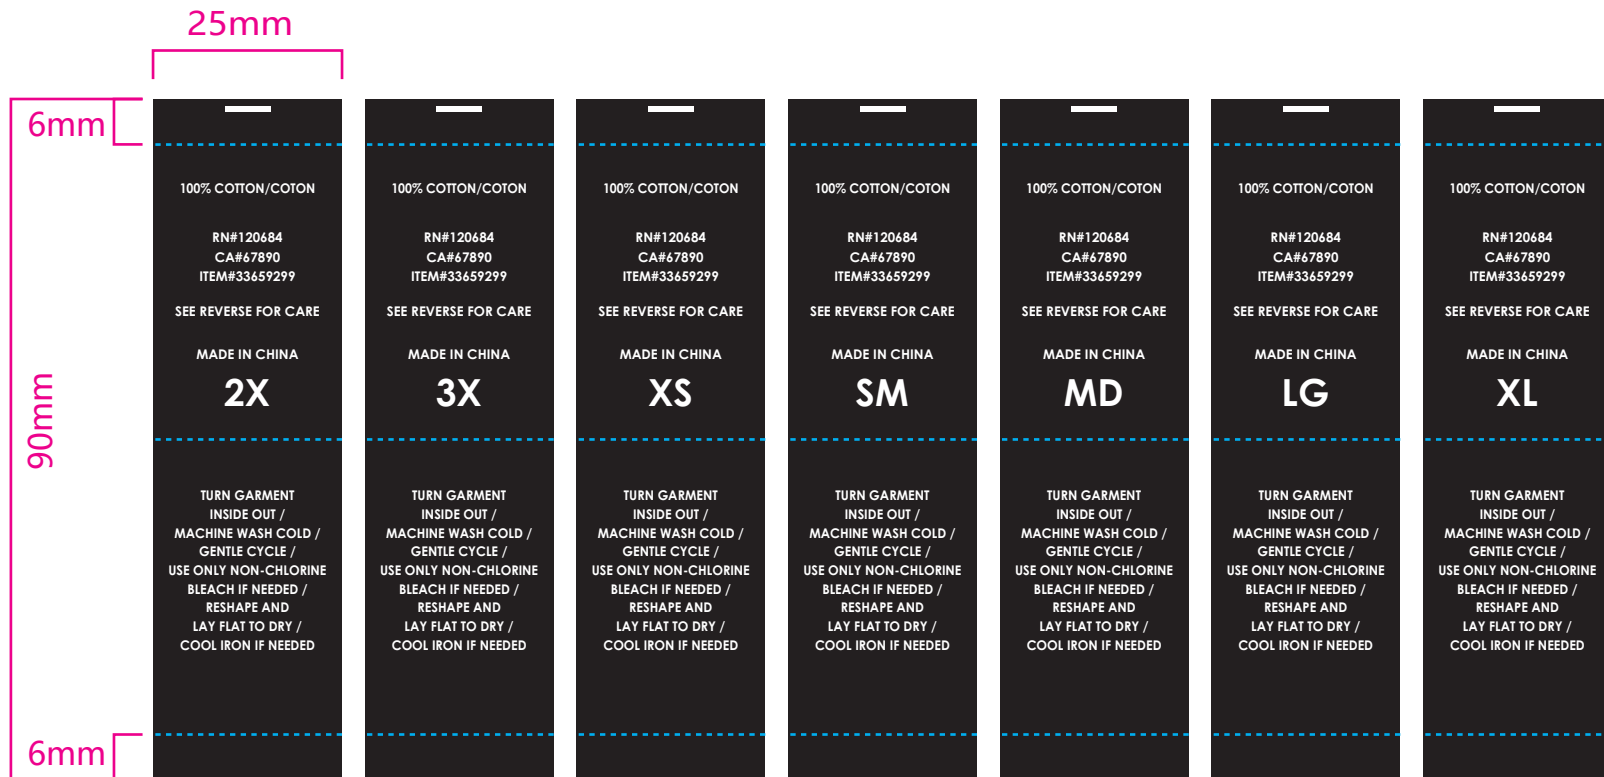 25mm
6mm
90mm
6mm
100% COTTON/COTON
RN#120684
CA#67890
ITEM#33659299
SEE REVERSE FOR CARE
MADE IN CHINA
2X
TURN GARMENT
INSIDE OUT /
MACHINE WASH COLD /
GENTLE CYCLE /
USE ONLY NON-CHLORINE
BLEACH IF NEEDED /
RESHAPE AND
LAY FLAT TO DRY /
COOL IRON IF NEEDED
100% COTTON/COTON
RN#120684
CA#67890
ITEM#33659299
SEE REVERSE FOR CARE
MADE IN CHINA
3X
TURN GARMENT
INSIDE OUT /
MACHINE WASH COLD /
GENTLE CYCLE /
USE ONLY NON-CHLORINE
BLEACH IF NEEDED /
RESHAPE AND
LAY FLAT TO DRY /
COOL IRON IF NEEDED
100% COTTON/COTON
RN#120684
CA#67890
ITEM#33659299
SEE REVERSE FOR CARE
MADE IN CHINA
XS
TURN GARMENT
INSIDE OUT /
MACHINE WASH COLD /
GENTLE CYCLE /
USE ONLY NON-CHLORINE
BLEACH IF NEEDED /
RESHAPE AND
LAY FLAT TO DRY /
COOL IRON IF NEEDED
100% COTTON/COTON
RN#120684
CA#67890
ITEM#33659299
SEE REVERSE FOR CARE
MADE IN CHINA
SM
TURN GARMENT
INSIDE OUT /
MACHINE WASH COLD /
GENTLE CYCLE /
USE ONLY NON-CHLORINE
BLEACH IF NEEDED /
RESHAPE AND
LAY FLAT TO DRY /
COOL IRON IF NEEDED
100% COTTON/COTON
RN#120684
CA#67890
ITEM#33659299
SEE REVERSE FOR CARE
MADE IN CHINA
MD
TURN GARMENT
INSIDE OUT /
MACHINE WASH COLD /
GENTLE CYCLE /
USE ONLY NON-CHLORINE
BLEACH IF NEEDED /
RESHAPE AND
LAY FLAT TO DRY /
COOL IRON IF NEEDED
100% COTTON/COTON
RN#120684
CA#67890
ITEM#33659299
SEE REVERSE FOR CARE
MADE IN CHINA
LG
TURN GARMENT
INSIDE OUT /
MACHINE WASH COLD /
GENTLE CYCLE /
USE ONLY NON-CHLORINE
BLEACH IF NEEDED /
RESHAPE AND
LAY FLAT TO DRY /
COOL IRON IF NEEDED
100% COTTON/COTON
RN#120684
CA#67890
ITEM#33659299
SEE REVERSE FOR CARE
MADE IN CHINA
XL
TURN GARMENT
INSIDE OUT /
MACHINE WASH COLD /
GENTLE CYCLE /
USE ONLY NON-CHLORINE
BLEACH IF NEEDED /
RESHAPE AND
LAY FLAT TO DRY /
COOL IRON IF NEEDED